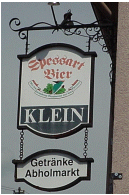 Spessart
Bier
KLEIN
Getränke
Abholmarkt